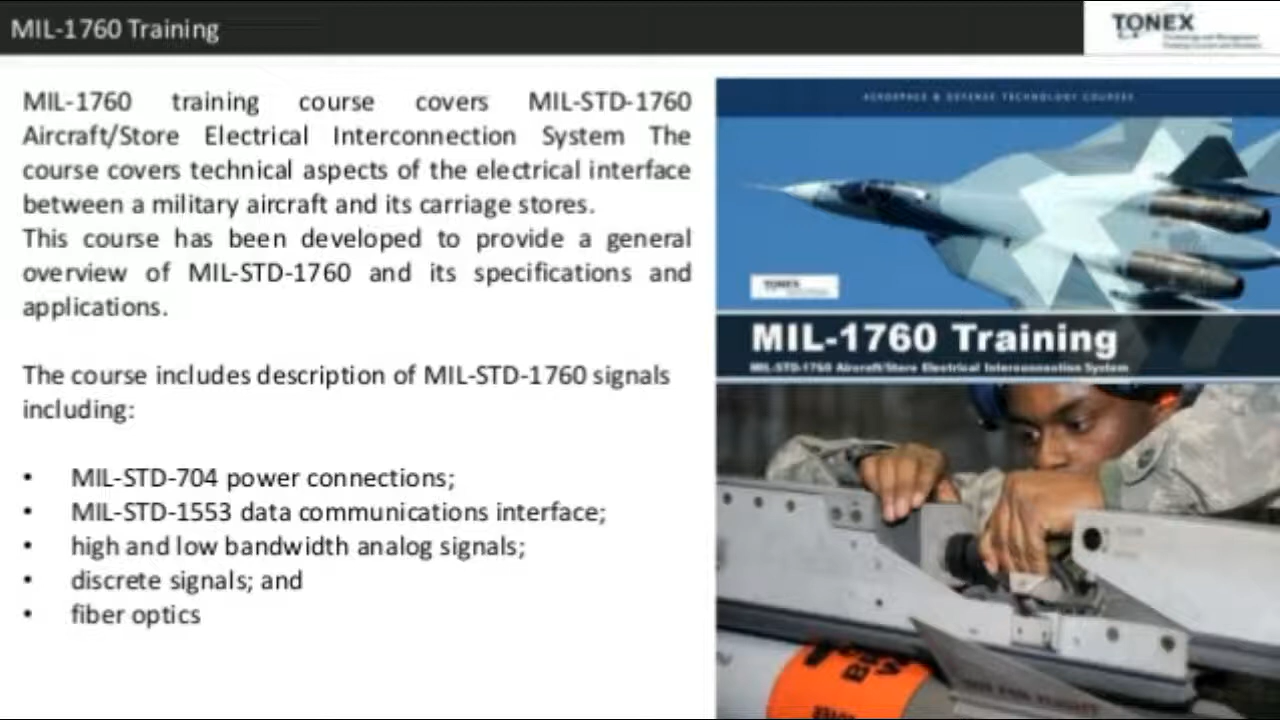 MIL-1760 Training
TONEX
MIL-1760 training course covers MIL-STD-1760
Aircraft/Store Electrical Interconnection System The
course covers technical aspects of the electrical interface
between a military aircraft and its carriage stores.
This course has been developed to provide a general
overview of MIL-STD-1760 and its specifications and
applications.
The course includes description of MIL-STD-1760 signals
including:
• MIL-STD-704 power connections;
• MIL-STD-1553 data communications interface;
• high and low bandwidth analog signals;
• discrete signals; and
• fiber optics
AEROSPACE & DEFENSE TECHNOLOGY COURSES
TONEX
MIL-1760 Training
MIL-STD-1760 Aircraft/Store Electrical Interconnection System